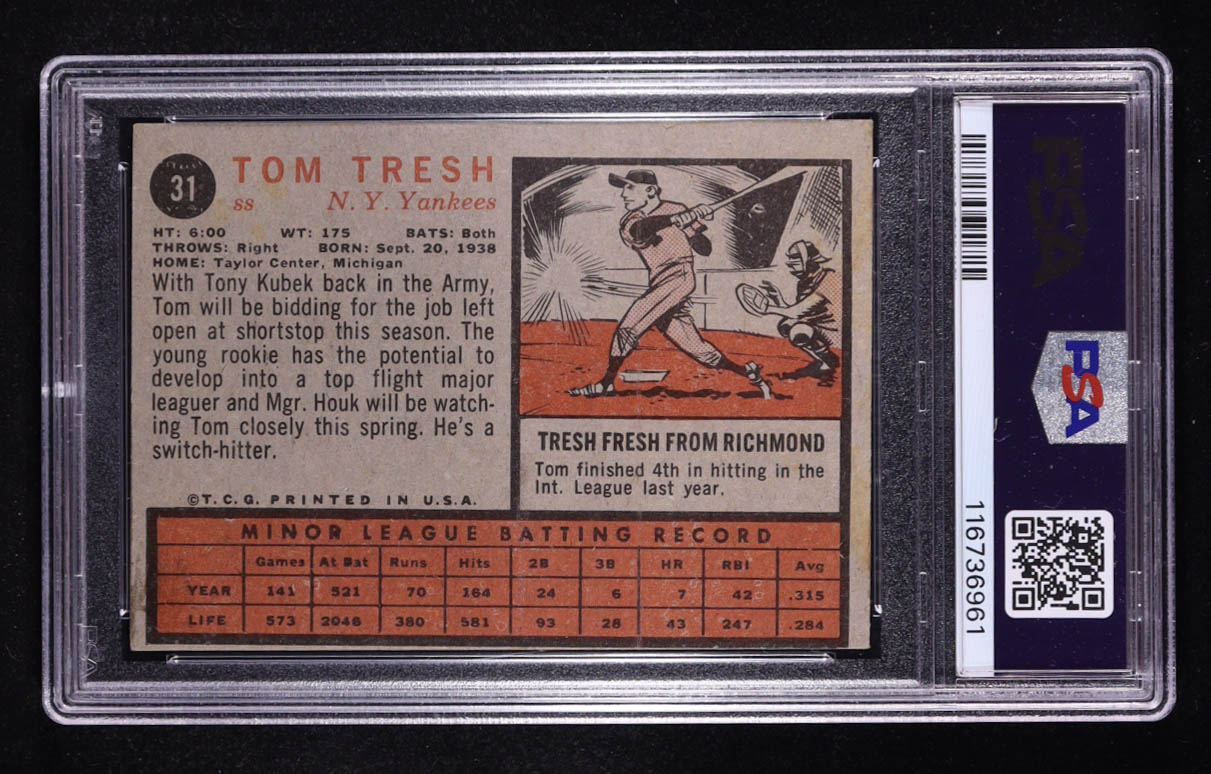 31
TOM TRESH
ss N. Y. Yankees
HT: 6:00 WT: 175 BATS: Both
THROWS: Right BORN: Sept. 20, 1938
HOME: Taylor Center, Michigan
With Tony Kubek back in the Army,
Tom will be bidding for the job left
open at shortstop this season. The
young rookie has the potential to
develop into a top flight major
leaguer and Mgr. Houk will be watch-
ing Tom closely this spring. He's a
switch-hitter.
©T.C.G. PRINTED IN U.S.A.
TRESH FRESH FROM RICHMOND
Tom finished 4th in hitting in the
Int. League last year.
MINOR LEAGUE BATTING RECORD
Games At Bat Runs Hits 2B 3B HR RBI Avg
YEAR 141 521 70 164 24 6 7 42 .315
LIFE 573 2046 380 581 93 28 43 247 .284
PSA
PSA
116736961
PSA